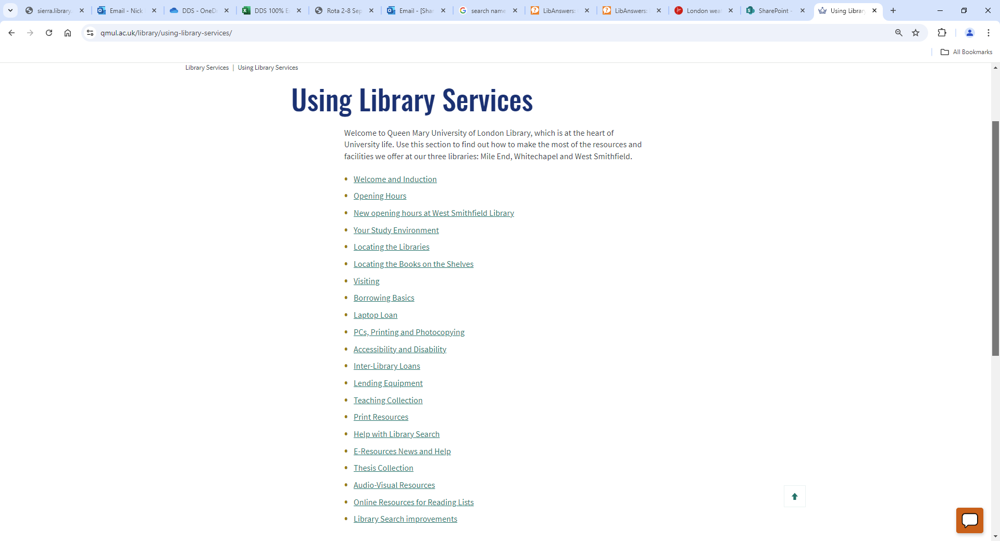 sierra.library.
Email - Nick
DDS - OneDr
DDS 100% E
Rota 2-8 Sep
Email - [Shar
search name
LibAnswers:
LibAnswers:
London weat
SharePoint -
Using Library
qmul.ac.uk/library/using-library-services/
All Bookmarks
Library Services | Using Library Services
Using Library Services
Welcome to Queen Mary University of London Library, which is at the heart of
University life. Use this section to find out how to make the most of the resources and
facilities we offer at our three libraries: Mile End, Whitechapel and West Smithfield.
Welcome and Induction
Opening Hours
New opening hours at West Smithfield Library
Your Study Environment
Locating the Libraries
Locating the Books on the Shelves
Visiting
Borrowing Basics
Laptop Loan
PCs, Printing and Photocopying
Accessibility and Disability
Inter-Library Loans
Lending Equipment
Teaching Collection
Print Resources
Help with Library Search
E-Resources News and Help
Thesis Collection
Audio-Visual Resources
Online Resources for Reading Lists
Library Search improvements